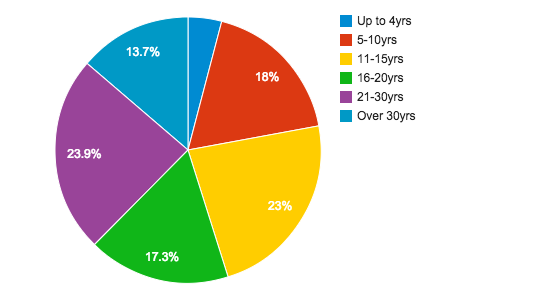 13.7%
18%
23.9%
23%
17.3%
Up to 4yrs
5-10yrs
11-15yrs
16-20yrs
21-30yrs
Over 30yrs